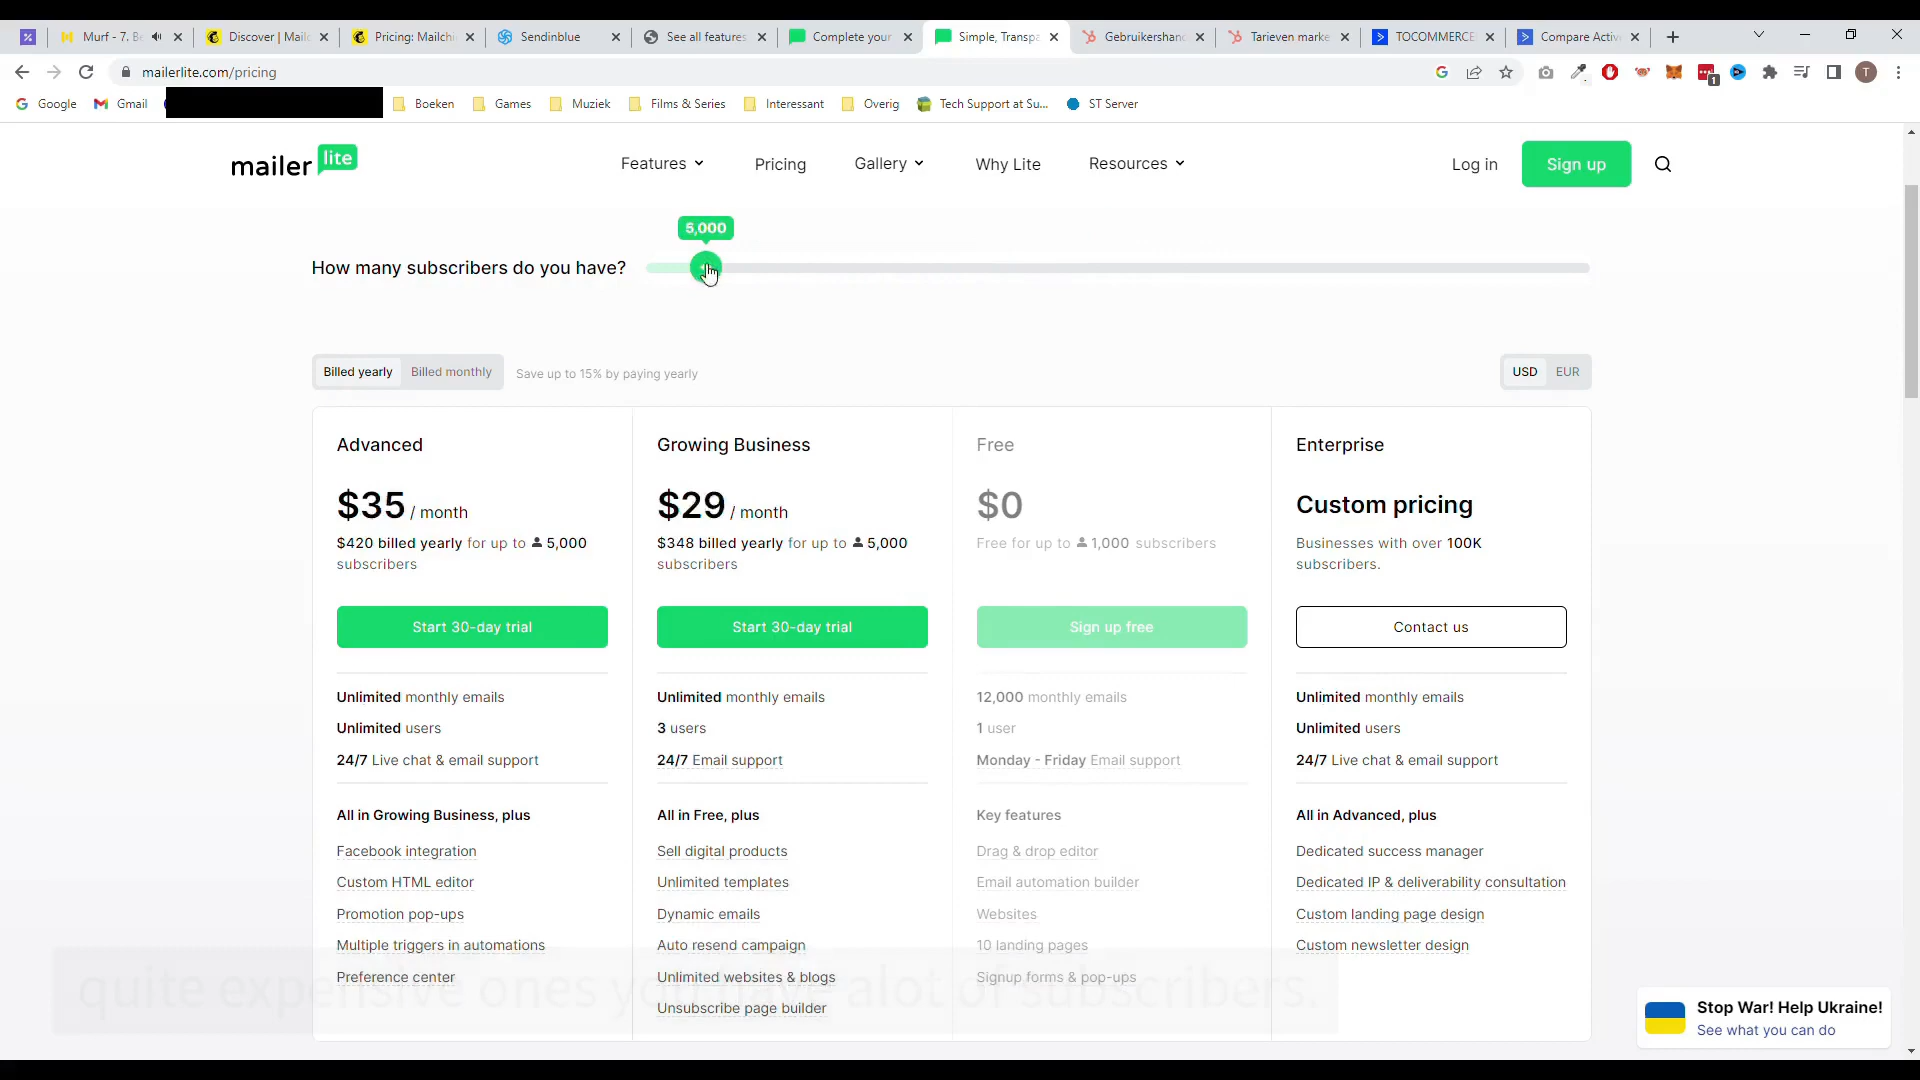 Murf - 7. Be
Discover | Maile
Pricing: Mailchi
Sendinblue
See all features
Complete your
Simple, Transpa
Gebruikershand
Tarieven marke
TOCOMMERCE
Compare Activ
mailerlite.com/pricing
1
T
Google
Gmail
Boeken
Games
Muziek
Films & Series
Interessant
Overig
Tech Support at Su...
ST Server
mailer lite
Features
Pricing
Gallery
Why Lite
Resources
Log in
Sign up
5,000
How many subscribers do you have?
Billed yearly
Billed monthly
Save up to 15% by paying yearly
USD
EUR
Advanced
$35 / month
$420 billed yearly for up to 5,000
subscribers
Start 30-day trial
Unlimited monthly emails
Unlimited users
24/7 Live chat & email support
All in Growing Business, plus
Facebook integration
Custom HTML editor
Promotion pop-ups
Multiple triggers in automations
Preference center
Growing Business
$29 / month
$348 billed yearly for up to 5,000
subscribers
Start 30-day trial
Unlimited monthly emails
3 users
24/7 Email support
All in Free, plus
Sell digital products
Unlimited templates
Dynamic emails
Auto resend campaign
Unlimited websites & blogs
Unsubscribe page builder
Free
$0
Free for up to 1,000 subscribers
Sign up free
12,000 monthly emails
1 user
Monday - Friday Email support
Key features
Drag & drop editor
Email automation builder
Websites
10 landing pages
Signup forms & pop-ups
Enterprise
Custom pricing
Businesses with over 100K
subscribers.
Contact us
Unlimited monthly emails
Unlimited users
24/7 Live chat & email support
All in Advanced, plus
Dedicated success manager
Dedicated IP & deliverability consultation
Custom landing page design
Custom newsletter design
quite expensive ones you have alot of subscribers.
Stop War! Help Ukraine!
See what you can do